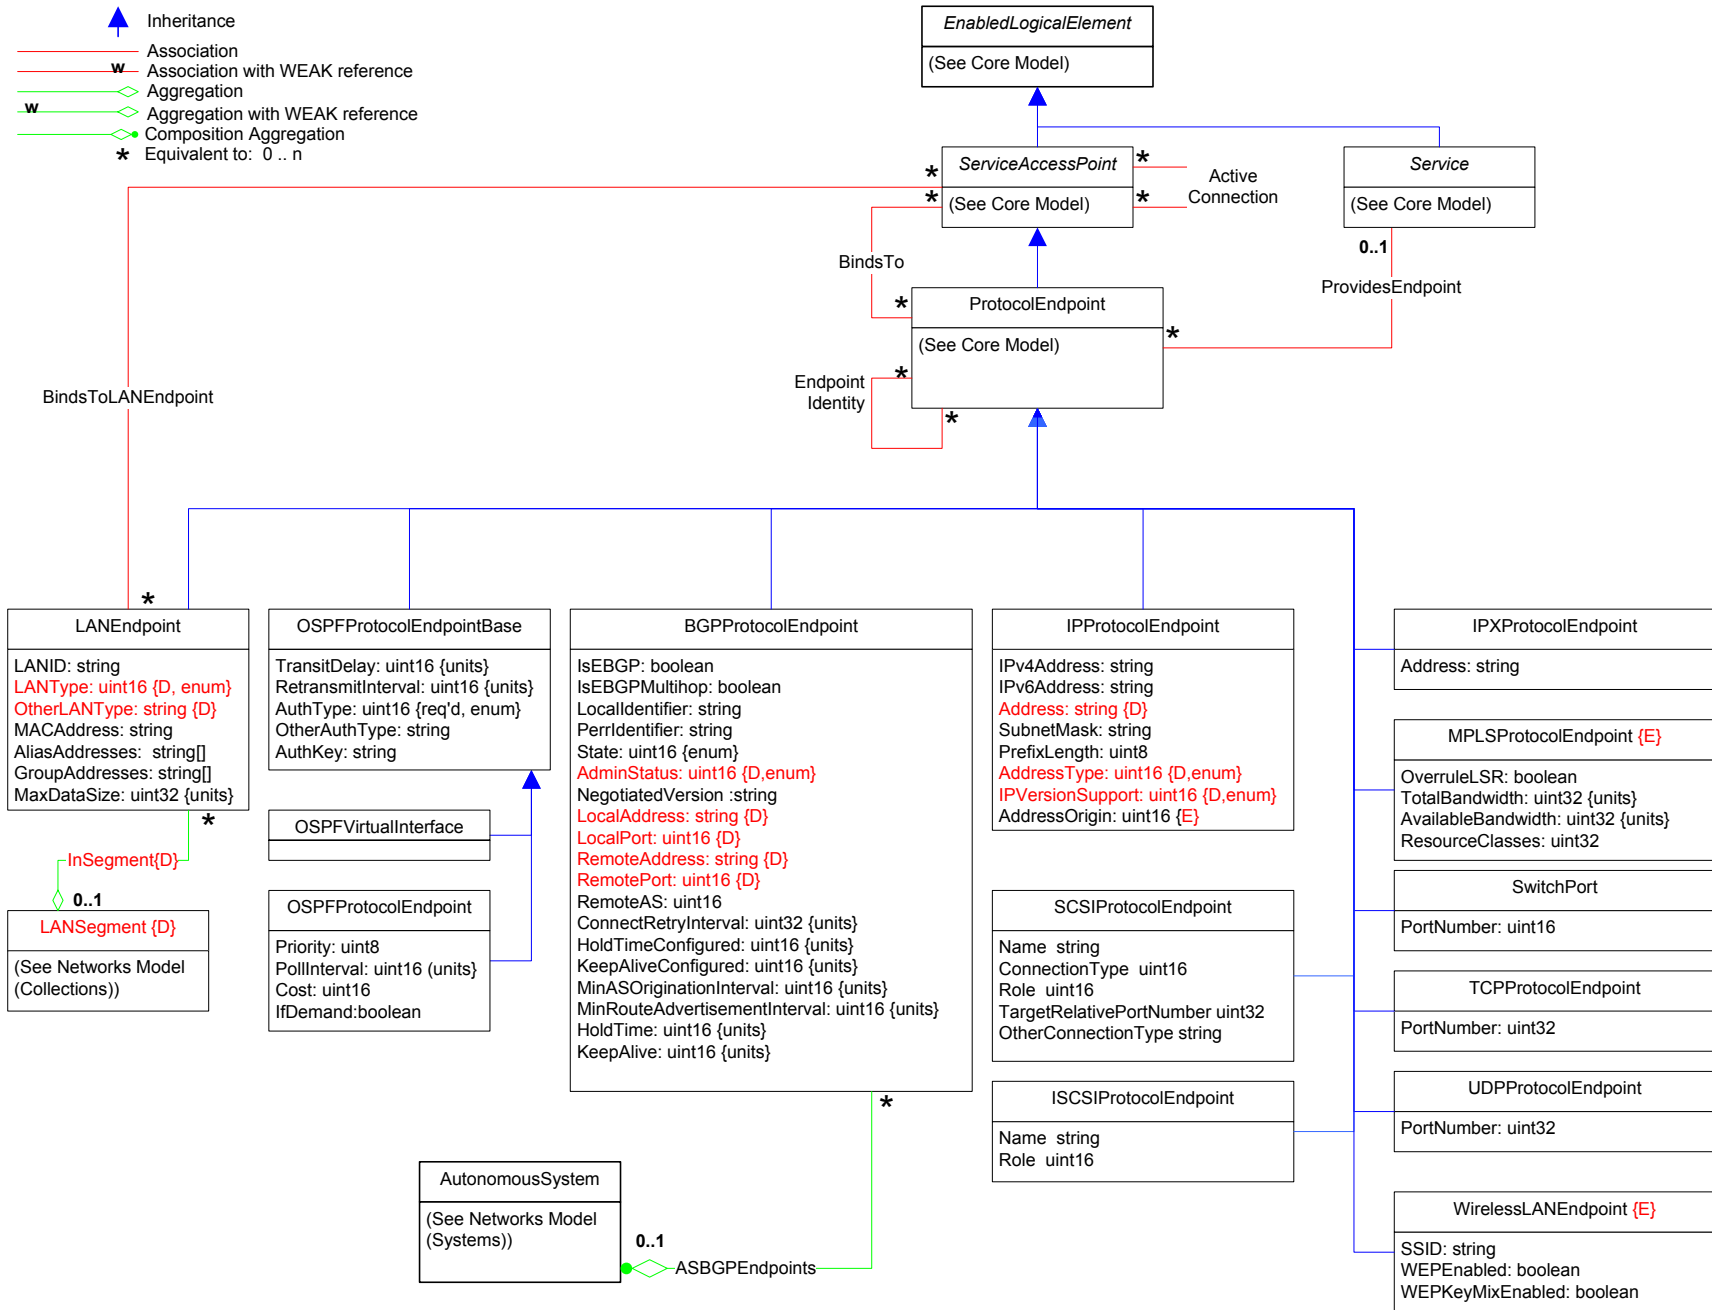 Inheritance
Association
w
Association with WEAK reference
Aggregation
w
Aggregation with WEAK reference
Composition Aggregation
* Equivalent to: 0 .. n
EnabledLogicalElement
(See Core Model)
ServiceAccessPoint
(See Core Model)
*
*
*
*
Active
Connection
Service
(See Core Model)
0..1
ProvidesEndpoint
*
BindsTo
*
ProtocolEndpoint
(See Core Model)
*
Endpoint
Identity
*
BindsToLANEndpoint
*
LANEndpoint
LANID: string
LANType: uint16 {D, enum}
OtherLANType: string {D}
MACAddress: string
AliasAddresses: string[]
GroupAddresses: string[]
MaxDataSize: uint32 {units}
*
InSegment{D}
0..1
LANSegment {D}
(See Networks Model
(Collections))
OSPFProtocolEndpointBase
TransitDelay: uint16 {units}
RetransmitInterval: uint16 {units}
AuthType: uint16 {req'd, enum}
OtherAuthType: string
AuthKey: string
OSPFVirtualInterface
OSPFProtocolEndpoint
Priority: uint8
PollInterval: uint16 (units}
Cost: uint16
IfDemand:boolean
BGPProtocolEndpoint
IsEBGP: boolean
IsEBGPMultihop: boolean
LocalIdentifier: string
PerrIdentifier: string
State: uint16 {enum}
AdminStatus: uint16 {D,enum}
NegotiatedVersion :string
LocalAddress: string {D}
LocalPort: uint16 {D}
RemoteAddress: string {D}
RemotePort: uint16 {D}
RemoteAS: uint16
ConnectRetryInterval: uint32 {units}
HoldTimeConfigured: uint16 {units}
KeepAliveConfigured: uint16 {units}
MinASOriginationInterval: uint16 {units}
MinRouteAdvertisementInterval: uint16 {units}
HoldTime: uint16 {units}
KeepAlive: uint16 {units}
*
AutonomousSystem
(See Networks Model
(Systems))
0..1
ASBGPEndpoints
IPProtocolEndpoint
IPv4Address: string
IPv6Address: string
Address: string {D}
SubnetMask: string
PrefixLength: uint8
AddressType: uint16 {D,enum}
IPVersionSupport: uint16 {D,enum}
AddressOrigin: uint16 {E}
SCSIProtocolEndpoint
Name string
ConnectionType uint16
Role uint16
TargetRelativePortNumber uint32
OtherConnectionType string
ISCSIProtocolEndpoint
Name string
Role uint16
IPXProtocolEndpoint
Address: string
MPLSProtocolEndpoint {E}
OverruleLSR: boolean
TotalBandwidth: uint32 {units}
AvailableBandwidth: uint32 {units}
ResourceClasses: uint32
SwitchPort
PortNumber: uint16
TCPProtocolEndpoint
PortNumber: uint32
UDPProtocolEndpoint
PortNumber: uint32
WirelessLANEndpoint {E}
SSID: string
WEPEnabled: boolean
WEPKeyMixEnabled: boolean